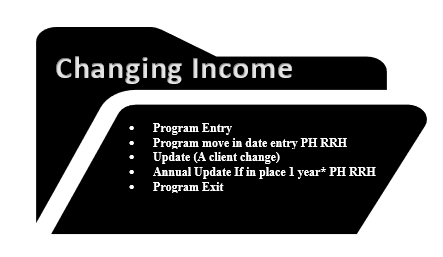 Changing Income
• Program Entry
• Program move in date entry PH RRH
• Update (A client change)
• Annual Update If in place 1 year* PH RRH
• Program Exit